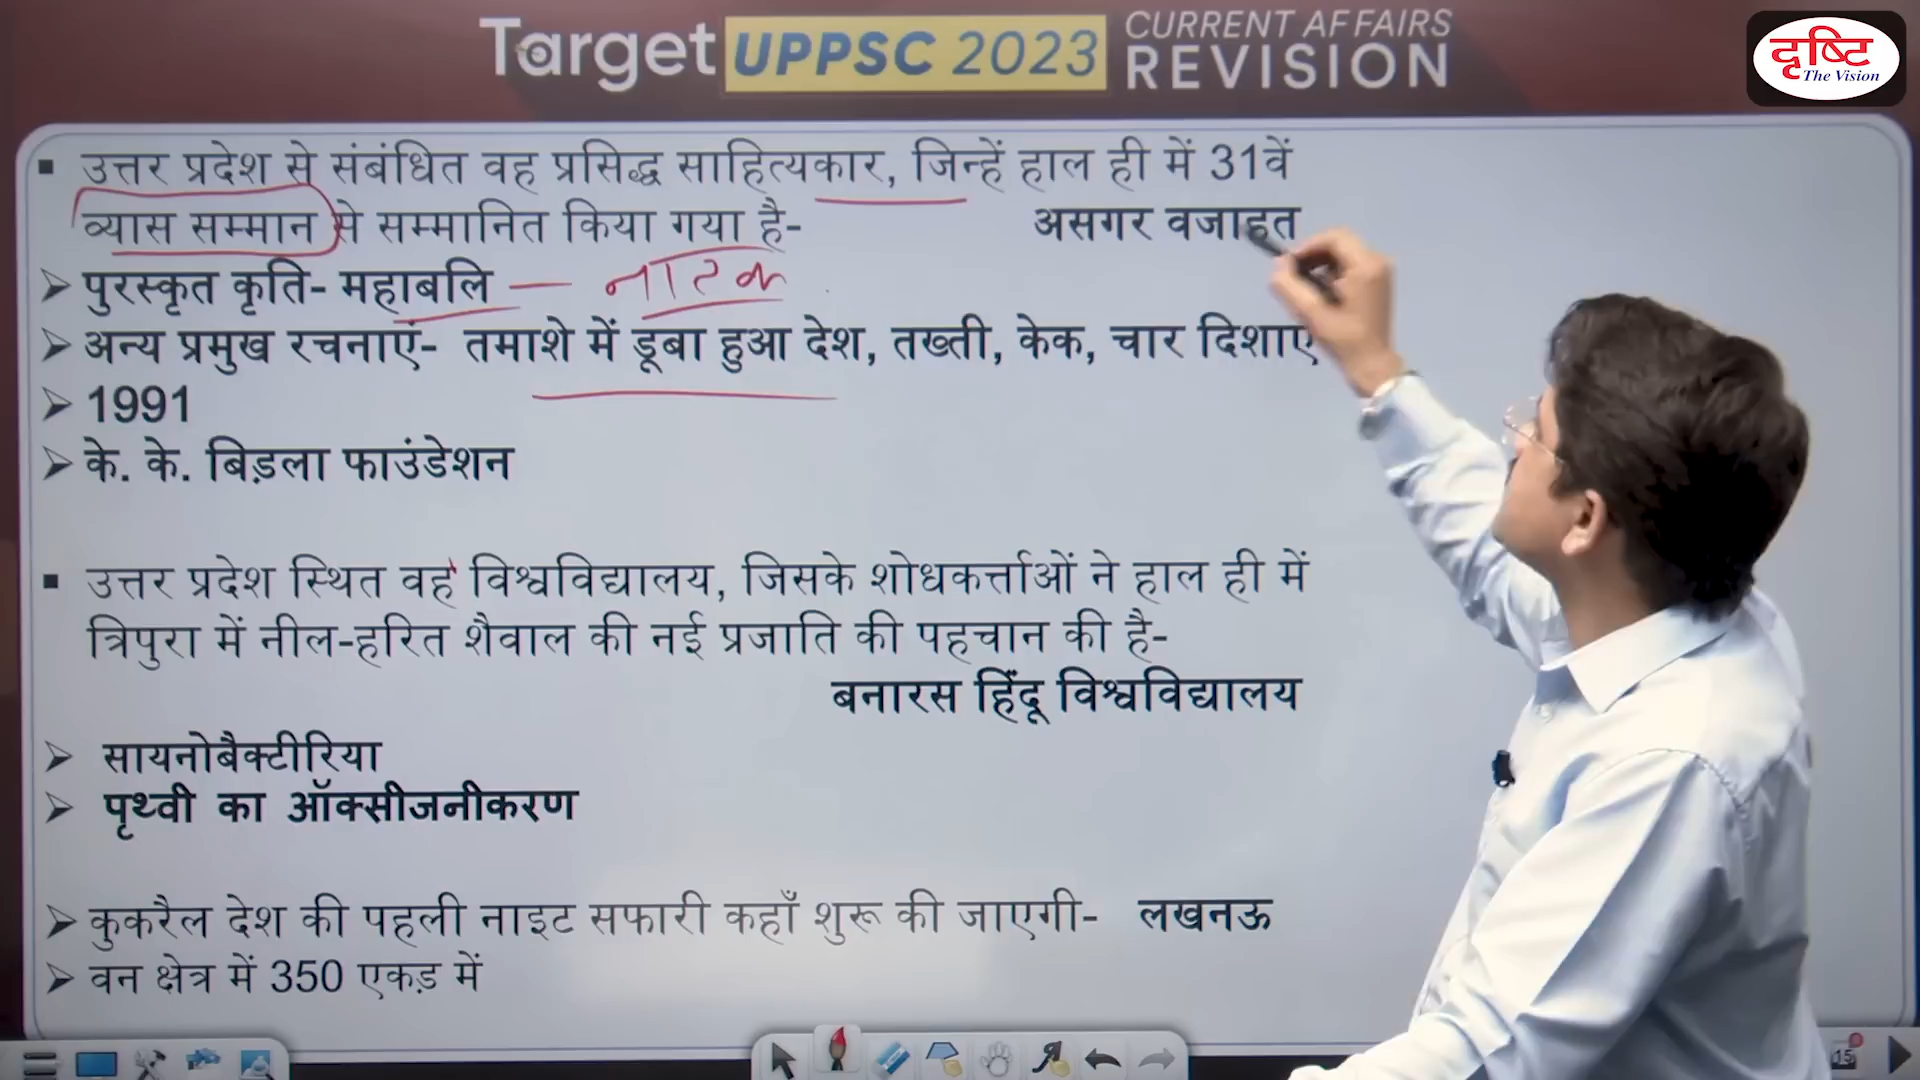 Target UPPSC 2023 CURRENT AFFAIRS REVISION
दृष्टि
The Vision
उत्तर प्रदेश से संबंधित वह प्रसिद्ध साहित्यकार, जिन्हें हाल ही में 31वें
व्यास सम्मान से सम्मानित किया गया है- असगर वजाहत
पुरस्कृत कृति- महाबलि — नाटक
अन्य प्रमुख रचनाएं- तमाशे में डूबा हुआ देश, तख्ती, केक, चार दिशाएं
1991
के. के. बिड़ला फाउंडेशन
उत्तर प्रदेश स्थित वह विश्वविद्यालय, जिसके शोधकर्त्ताओं ने हाल ही में
त्रिपुरा में नील-हरित शैवाल की नई प्रजाति की पहचान की है-
बनारस हिंदू विश्वविद्यालय
सायनोबैक्टीरिया
पृथ्वी का ऑक्सीजनीकरण
कुकरैल देश की पहली नाइट सफारी कहाँ शुरू की जाएगी- लखनऊ
वन क्षेत्र में 350 एकड़ में
15